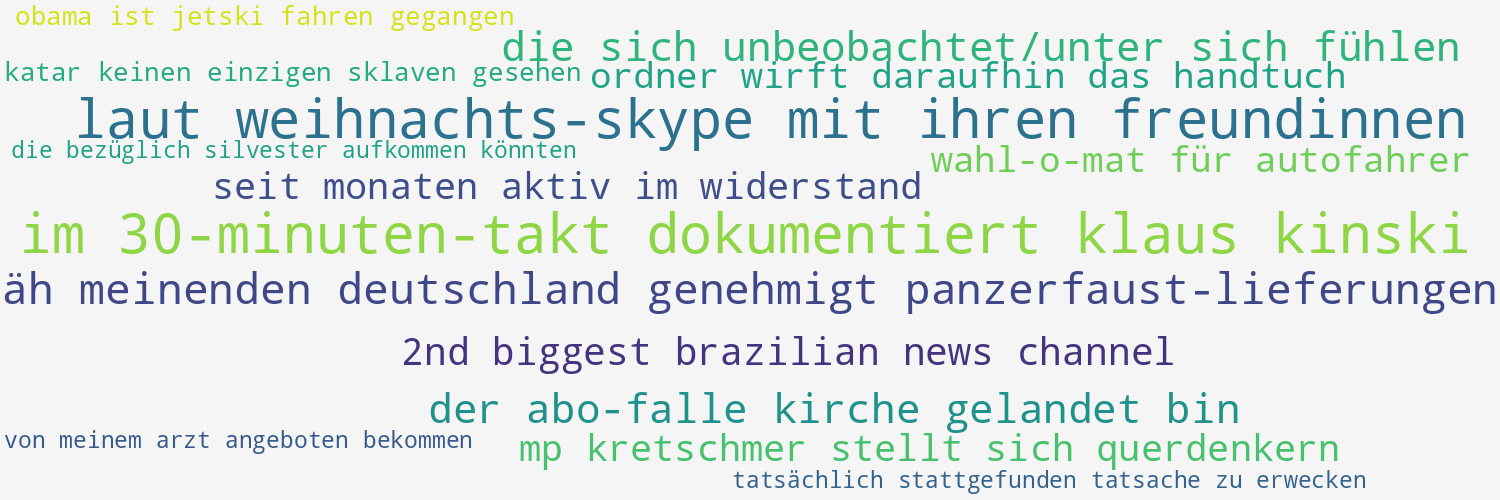 obama ist jetski fahren gegangen
die sich unbeobachtet/unter sich fühlen
katar keinen einzigen sklaven gesehen
ordner wirft daraufhin das handtuch
laut weihnachts-skype mit ihren freundinnen
die bezüglich silvester aufkommen könnten
wahl-o-mat für autofahrer
seit monaten aktiv im widerstand
im 30-minuten-takt dokumentiert klaus kinski
äh meinenden deutschland genehmigt panzerfaust-lieferungen
2nd biggest brazilian news channel
der abo-falle kirche gelandet bin
von meinem arzt angeboten bekommen
mp kretschmer stellt sich querdenkern
tatsächlich stattgefunden tatsache zu erwecken